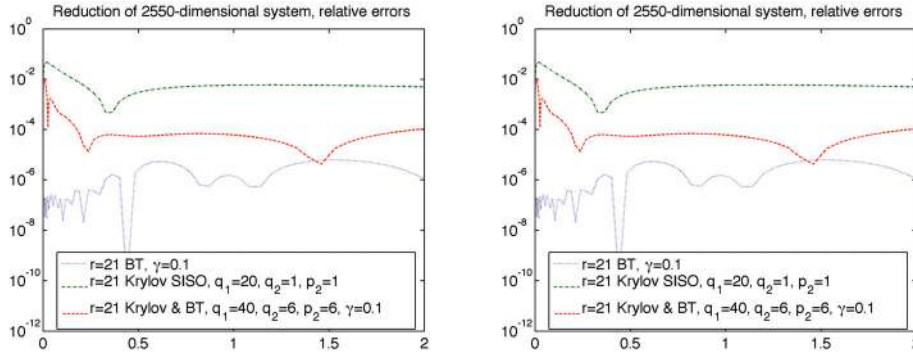 Reduction of 2550-dimensional system, relative errors
10^0
10^-2
10^-4
10^-6
10^-8
10^-10
10^-12
r=21 BT, γ=0.1
r=21 Krylov SISO, q_1=20, q_2=1, p_2=1
r=21 Krylov & BT, q_1=40, q_2=6, p_2=6, γ=0.1
0 0.5 1 1.5 2
Reduction of 2550-dimensional system, relative errors
10^0
10^-2
10^-4
10^-6
10^-8
10^-10
10^-12
r=21 BT, γ=0.1
r=21 Krylov SISO, q_1=20, q_2=1, p_2=1
r=21 Krylov & BT, q_1=40, q_2=6, p_2=6, γ=0.1
0 0.5 1 1.5 2